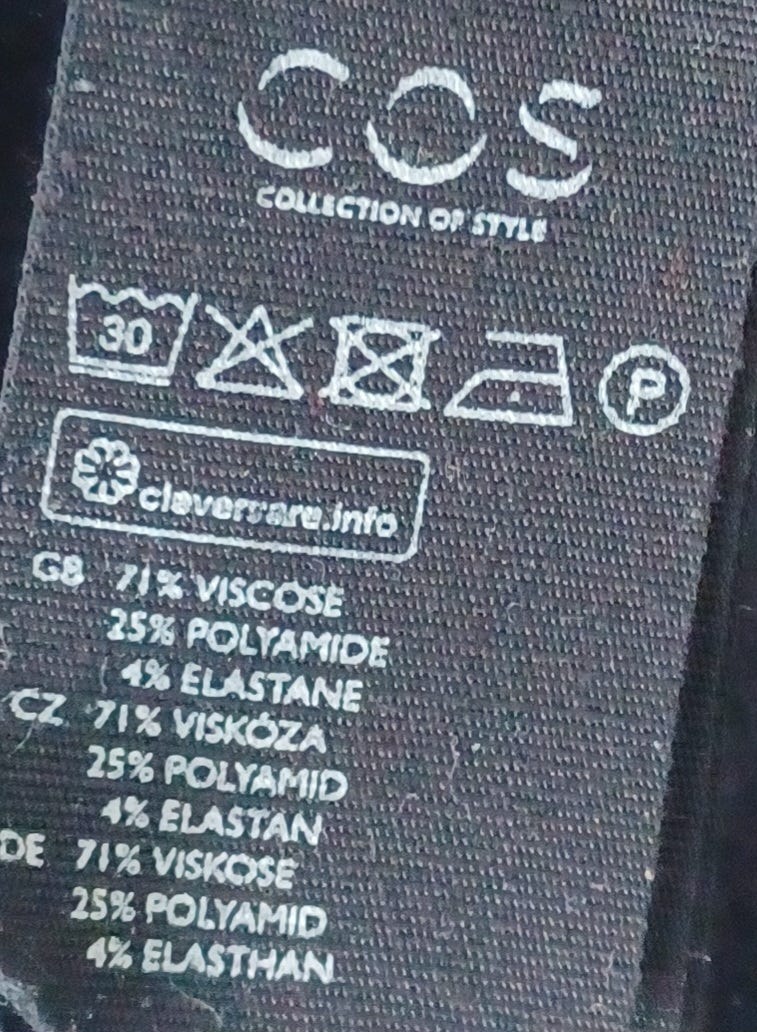 COS
COLLECTION OF STYLE
30
P
clevercare.info
GB 71% VISCOSE
25% POLYAMIDE
4% ELASTANE
CZ 71% VISKÓZA
25% POLYAMID
4% ELASTAN
DE 71% VISKOSE
25% POLYAMID
4% ELASTHAN